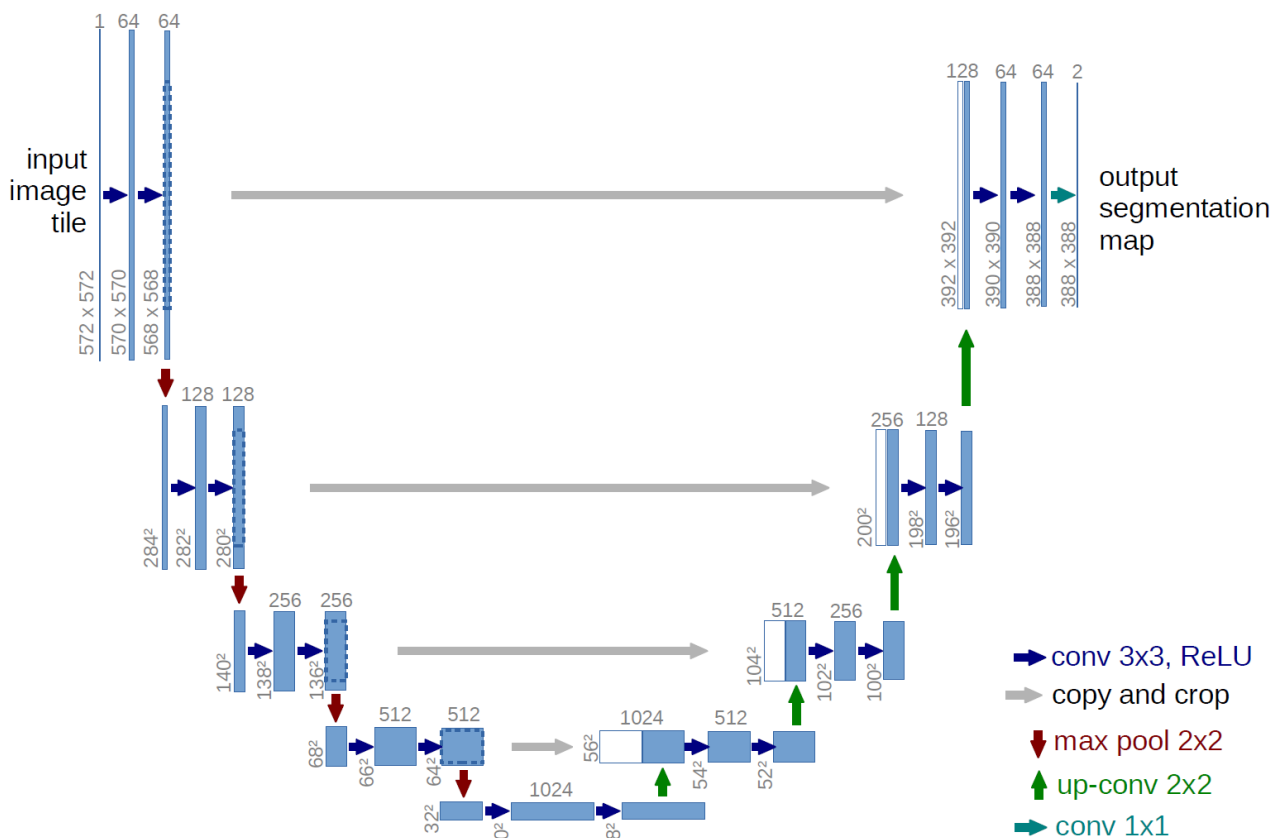 1 64 64
128 64 64 2
input
image
tile
output
segmentation
map
572 x 572
570 x 570
568 x 568
392 x 392
390 x 390
388 x 388
388 x 388
128 128
256 128
284²
282²
280²
200²
198²
196²
256 256
512 256
140²
138²
136²
104²
102²
100²
conv 3x3, ReLU
copy and crop
max pool 2x2
up-conv 2x2
conv 1x1
512 512
1024 512
68²
66²
64²
56²
54²
52²
1024
32²
0²
8²